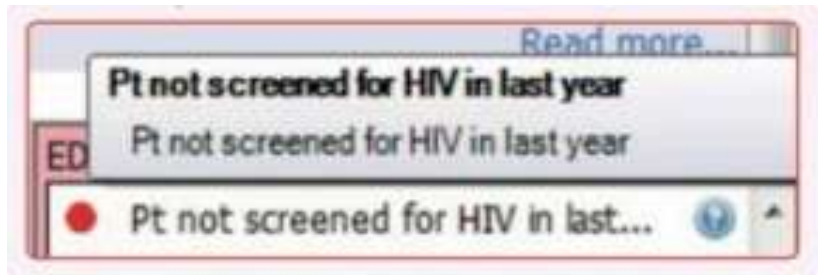 Read more...
Pt not screened for HIV in last year
Pt not screened for HIV in last year
ED
Pt not screened for HIV in last...